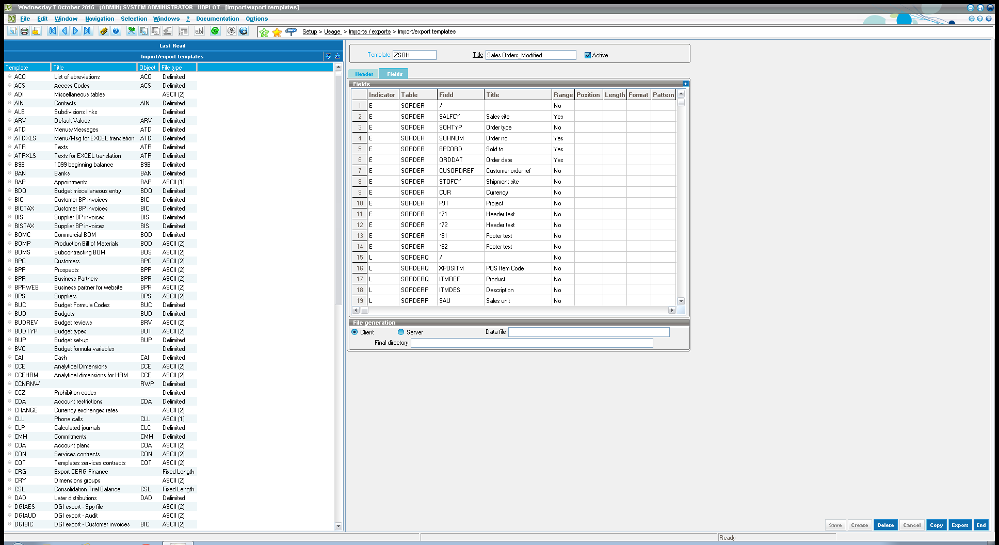 - Wednesday 7 October 2015 - (ADMIN) SYSTEM ADMINISTRATOR - HBPLOT - [Import/export templates]
File Edit Window Navigation Selection Windows ? Documentation Options
Setup > Usage > Imports / exports > Import/export templates
Last Read
Import/export templates
Template Title Object File type
ACO List of abreviations ACO Delimited
ACS Access Codes ACS Delimited
ADI Miscellaneous tables ASCII (2)
AIN Contacts AIN Delimited
ALB Subdivisions links Delimited
ARV Default Values ARV Delimited
ATD Menus/Messages ATD Delimited
ATDXLS Menu/Msg for EXCEL translation ATD Delimited
ATR Texts ATR Delimited
ATRXLS Texts for EXCEL translation ATR Delimited
B9B 1099 beginning balance B9B Delimited
BAN Banks BAN Delimited
BAP Appointments BAP ASCII (1)
BDO Budget miscellaneous entry BDO Delimited
BIC Customer BP invoices BIC Delimited
BICTAX Customer BP invoices BIC Delimited
BIS Supplier BP invoices BIS Delimited
BISTAX Supplier BP invoices BIS Delimited
BOMC Commercial BOM BOD Delimited
BOMP Production Bill of Materials BOD ASCII (2)
BOMS Subcontracting BOM BOS ASCII (2)
BPC Customers BPC ASCII (2)
BPP Prospects BPP ASCII (2)
BPR Business Partners BPR ASCII (2)
BPRWEB Business partner for website BPR ASCII (2)
BPS Suppliers BPS ASCII (2)
BUC Budget Formula Codes BUC Delimited
BUD Budgets BUD Delimited
BUDREV Budget reviews BRV ASCII (2)
BUDTYP Budget types BUT ASCII (2)
BUP Budget set-up BUP Delimited
BVC Budget formula variables Delimited
CAI Cash CAI Delimited
CCE Analytical Dimensions CCE ASCII (2)
CCEHRM Analytical dimensions for HRM CCE ASCII (2)
CCNRNW RWP Delimited
CCZ Prohibition codes Delimited
CDA Account restrictions CDA Delimited
CHANGE Currency exchanges rates ASCII (2)
CLL Phone calls CLL ASCII (1)
CLP Calculated journals CLC Delimited
CMM Commitments CMM Delimited
COA Account plans COA ASCII (2)
CON Services contracts CON ASCII (2)
COT Templates services contracts COT ASCII (2)
CRG Export CERG Finance Fixed Length
CRY Dimensions groups ASCII (2)
CSL Consolidation Trial Balance CSL Fixed Length
DAD Later distributions DAD Delimited
DGIAES DGI export - Spy file ASCII (2)
DGIAUD DGI export - Audit ASCII (2)
DGIBIC DGI export - Customer invoices BIC ASCII (2)
Template ZSOH Title Sales Orders_Modified Active
Header Fields
Fields
Indicator Table Field Title Range Position Length Format Pattern
1 E SORDER / No
2 E SORDER SALFCY Sales site Yes
3 E SORDER SOHTYP Order type No
4 E SORDER SOHNUM Order no. Yes
5 E SORDER BPCORD Sold to Yes
6 E SORDER ORDDAT Order date Yes
7 E SORDER CUSORDREF Customer order ref No
8 E SORDER STOFCY Shipment site No
9 E SORDER CUR Currency No
10 E SORDER PJT Project No
11 E SORDER *71 Header text No
12 E SORDER *72 Header text No
13 E SORDER *81 Footer text No
14 E SORDER *82 Footer text No
15 L SORDERQ / No
16 L SORDERQ XPOSITM POS Item Code No
17 L SORDERQ ITMREF Product No
18 L SORDERP ITMDES Description No
19 L SORDERP SAU Sales unit No
File generation
Client Server Data file
Final directory
Save Create Delete Cancel Copy Export End
Ready